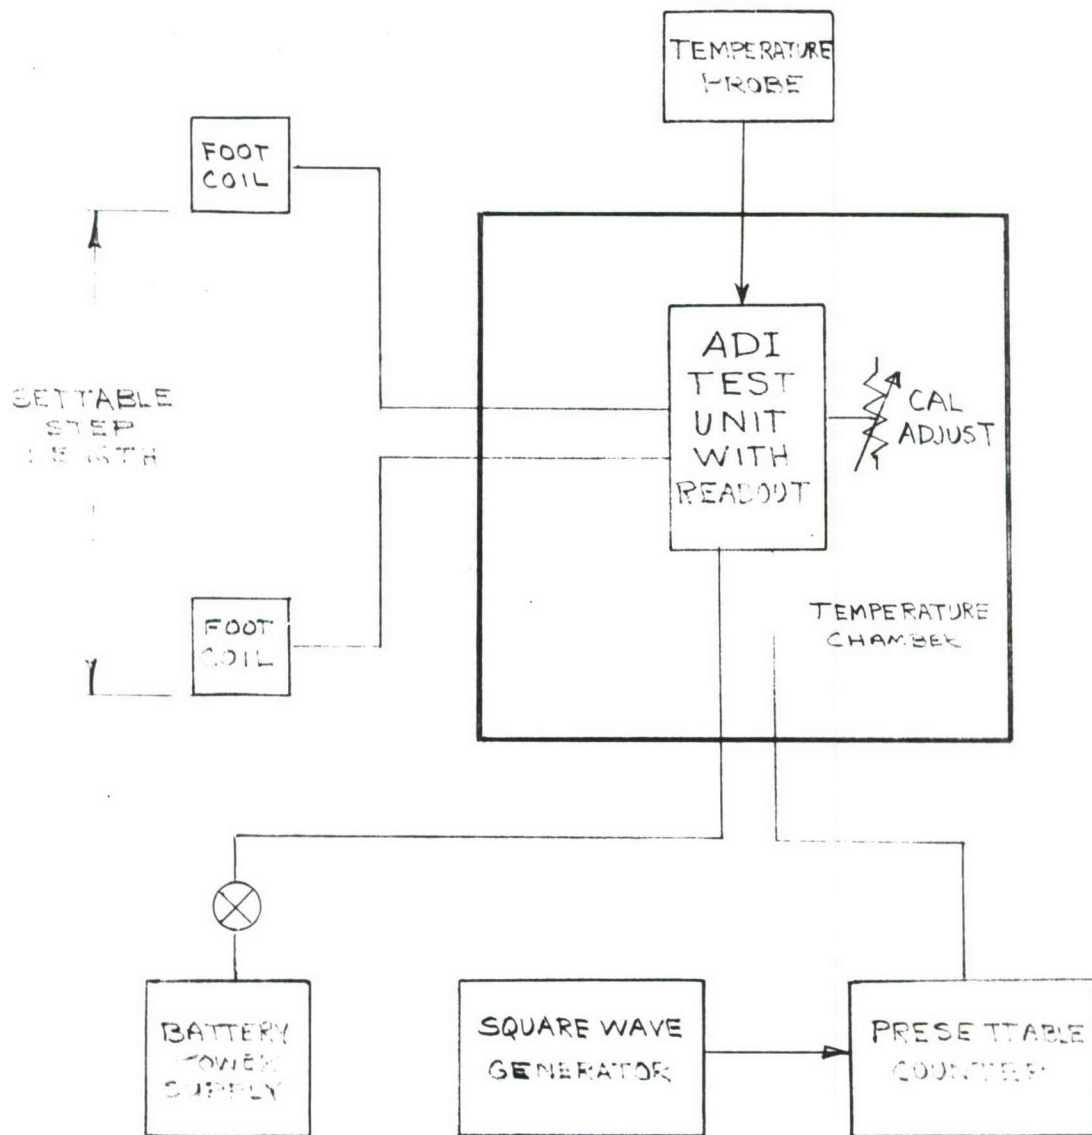 TEMPERATURE
PROBE
FOOT
COIL
SETTABLE
STEP
LENGTH
ADI
TEST
UNIT
WITH
READOUT
CAL
ADJUST
FOOT
COIL
TEMPERATURE
CHAMBER
BATTERY
POWER
SUPPLY
SQUARE WAVE
GENERATOR
PRESETTABLE
COUNTER